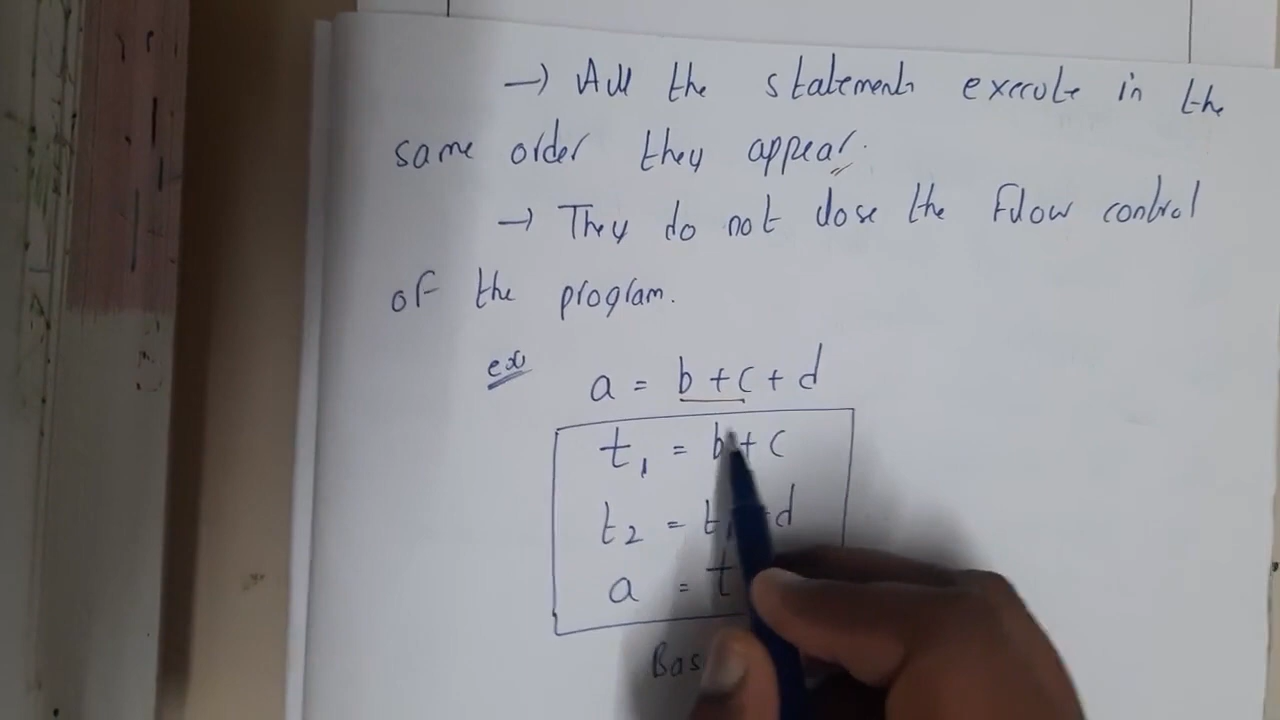 → All the statements execute in the
same order they appear.
→ They do not lose the flow control
of the program.
ex a = b + c + d
t1 = b + c
t2 = t1 + d
a = t
Bas